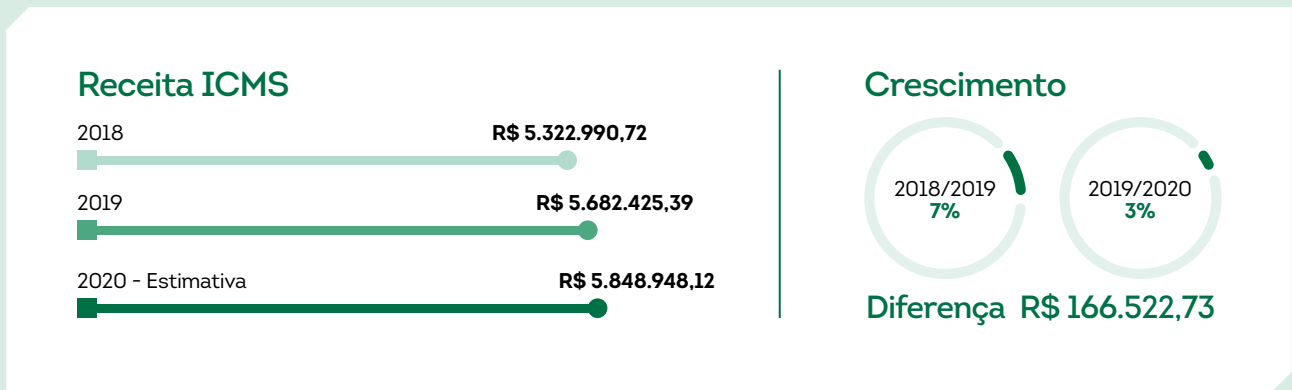 Receita ICMS
2018
R$ 5.322.990,72
2019
R$ 5.682.425,39
2020 - Estimativa
R$ 5.848.948,12
Crescimento
2018/2019
7%
2019/2020
3%
Diferença R$ 166.522,73